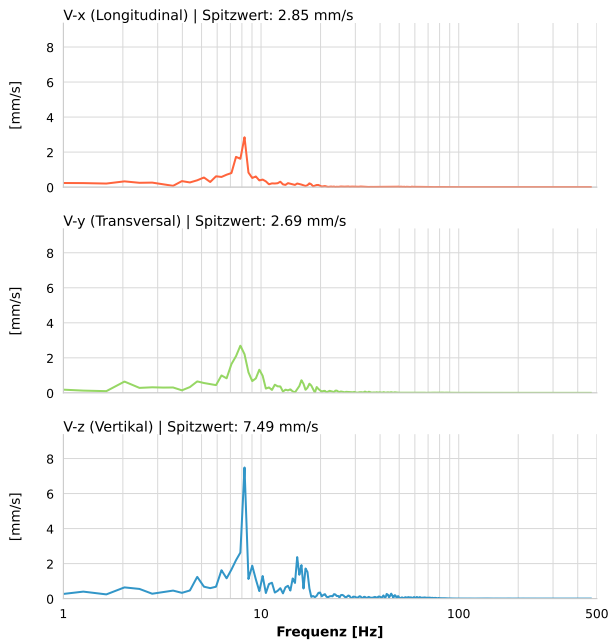 V-x (Longitudinal) | Spitzwert: 2.85 mm/s
8
6
4
2
0
[mm/s]
V-y (Transversal) | Spitzwert: 2.69 mm/s
8
6
4
2
0
[mm/s]
V-z (Vertikal) | Spitzwert: 7.49 mm/s
8
6
4
2
0
[mm/s]
1 10 100 500
Frequenz [Hz]